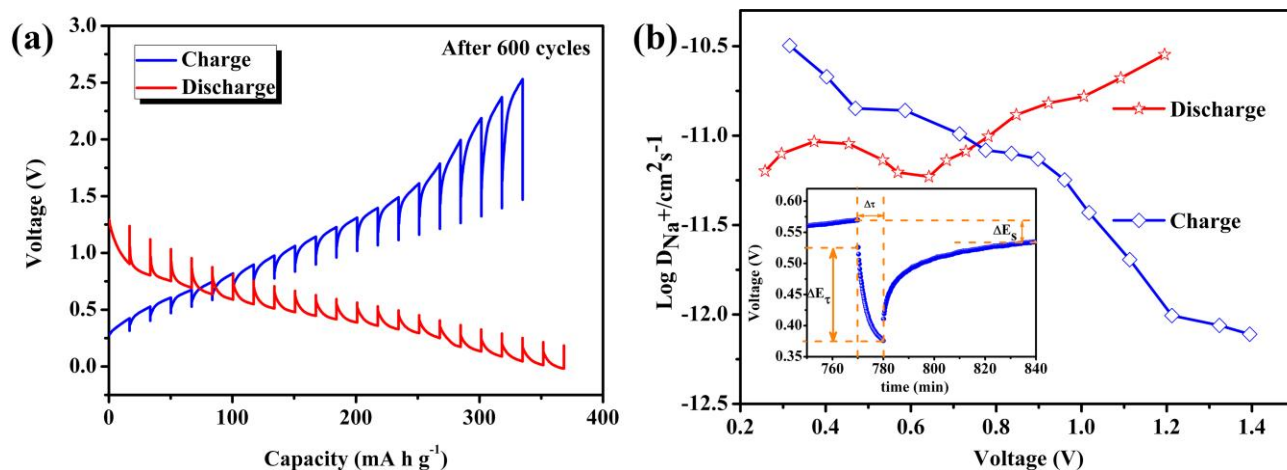 (a)
3.0
2.5
2.0
1.5
1.0
0.5
0.0
Voltage (V)
Charge
Discharge
After 600 cycles
0
100
200
300
400
Capacity (mA h g-1)
(b)
-10.5
-11.0
-11.5
-12.0
-12.5
Log DNa+/cm2s-1
Discharge
Charge
0.60
0.55
0.50
0.45
0.40
0.35
Voltage (V)
Δτ
ΔEs
ΔEτ
760
780
800
820
840
time (min)
0.2
0.4
0.6
0.8
1.0
1.2
1.4
Voltage (V)